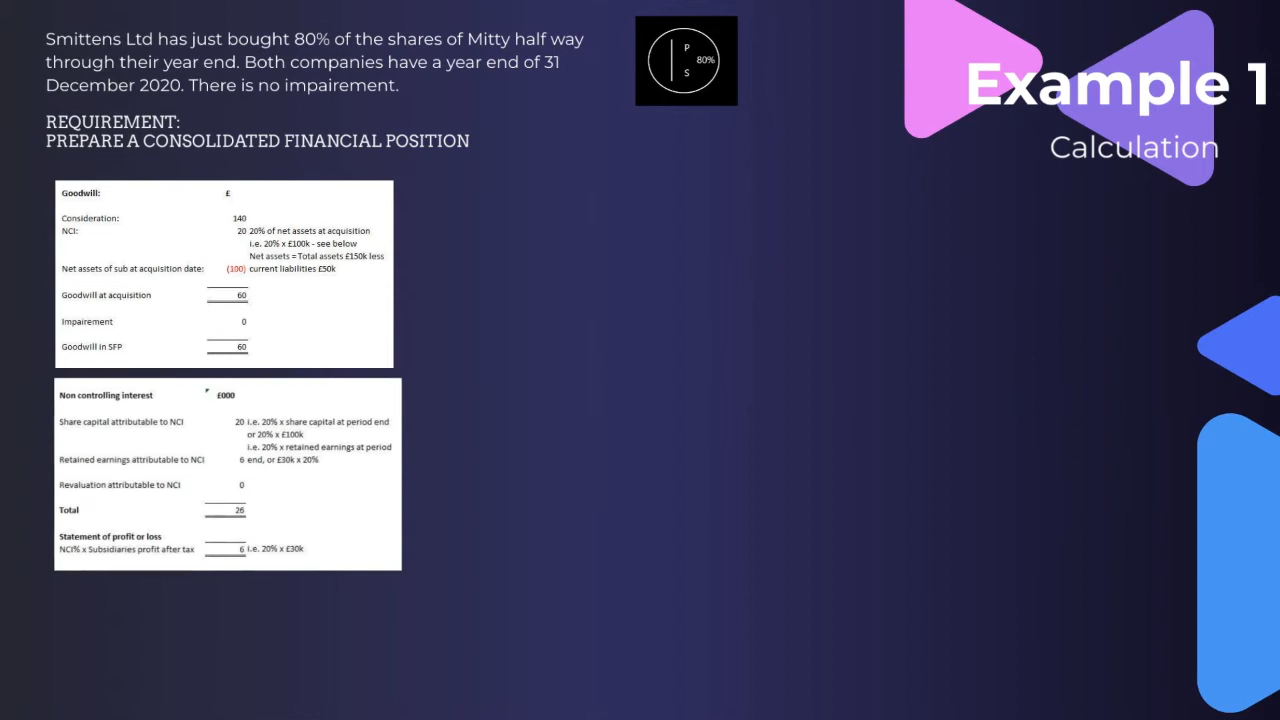 Smittens Ltd has just bought 80% of the shares of Mitty half way
through their year end. Both companies have a year end of 31
December 2020. There is no impairement.
REQUIREMENT:
PREPARE A CONSOLIDATED FINANCIAL POSITION
P
80%
S
Example 1
Calculation
Goodwill: £
Consideration: 140
NCI: 20 20% of net assets at acquisition
i.e. 20% x £100k - see below
Net assets = Total assets £150k less
Net assets of sub at acquisition date: (100) current liabilities £50k
Goodwill at acquisition 60
Impairement 0
Goodwill in SFP 60
Non controlling interest £000
Share capital attributable to NCI 20 i.e. 20% x share capital at period end
or 20% x £100k
i.e. 20% x retained earnings at period
Retained earnings attributable to NCI 6 end, or £30k x 20%
Revaluation attributable to NCI 0
Total 26
Statement of profit or loss
NCI% x Subsidiaries profit after tax 6 i.e. 20% x £30k